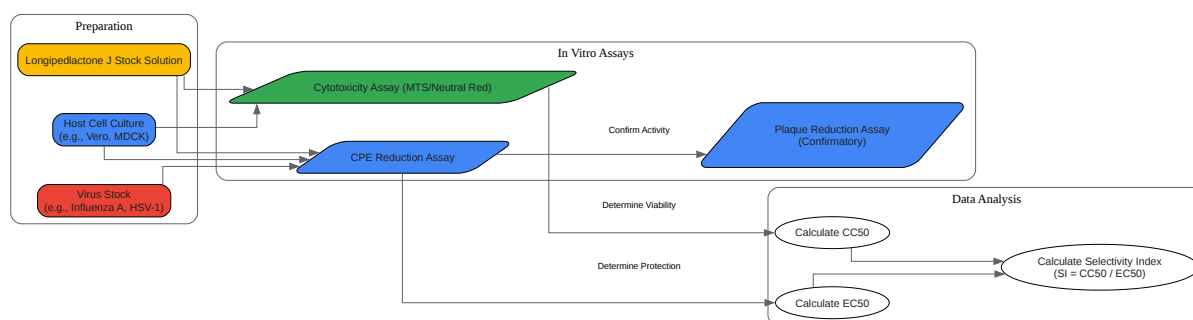 Preparation
Longipedlactone J Stock Solution
Host Cell Culture
(e.g., Vero, MDCK)
Virus Stock
(e.g., Influenza A, HSV-1)
In Vitro Assays
Cytotoxicity Assay (MTS/Neutral Red)
CPE Reduction Assay
Confirm Activity
Plaque Reduction Assay
(Confirmatory)
Determine Viability
Determine Protection
Data Analysis
Calculate CC50
Calculate EC50
Calculate Selectivity Index
(SI = CC50 / EC50)